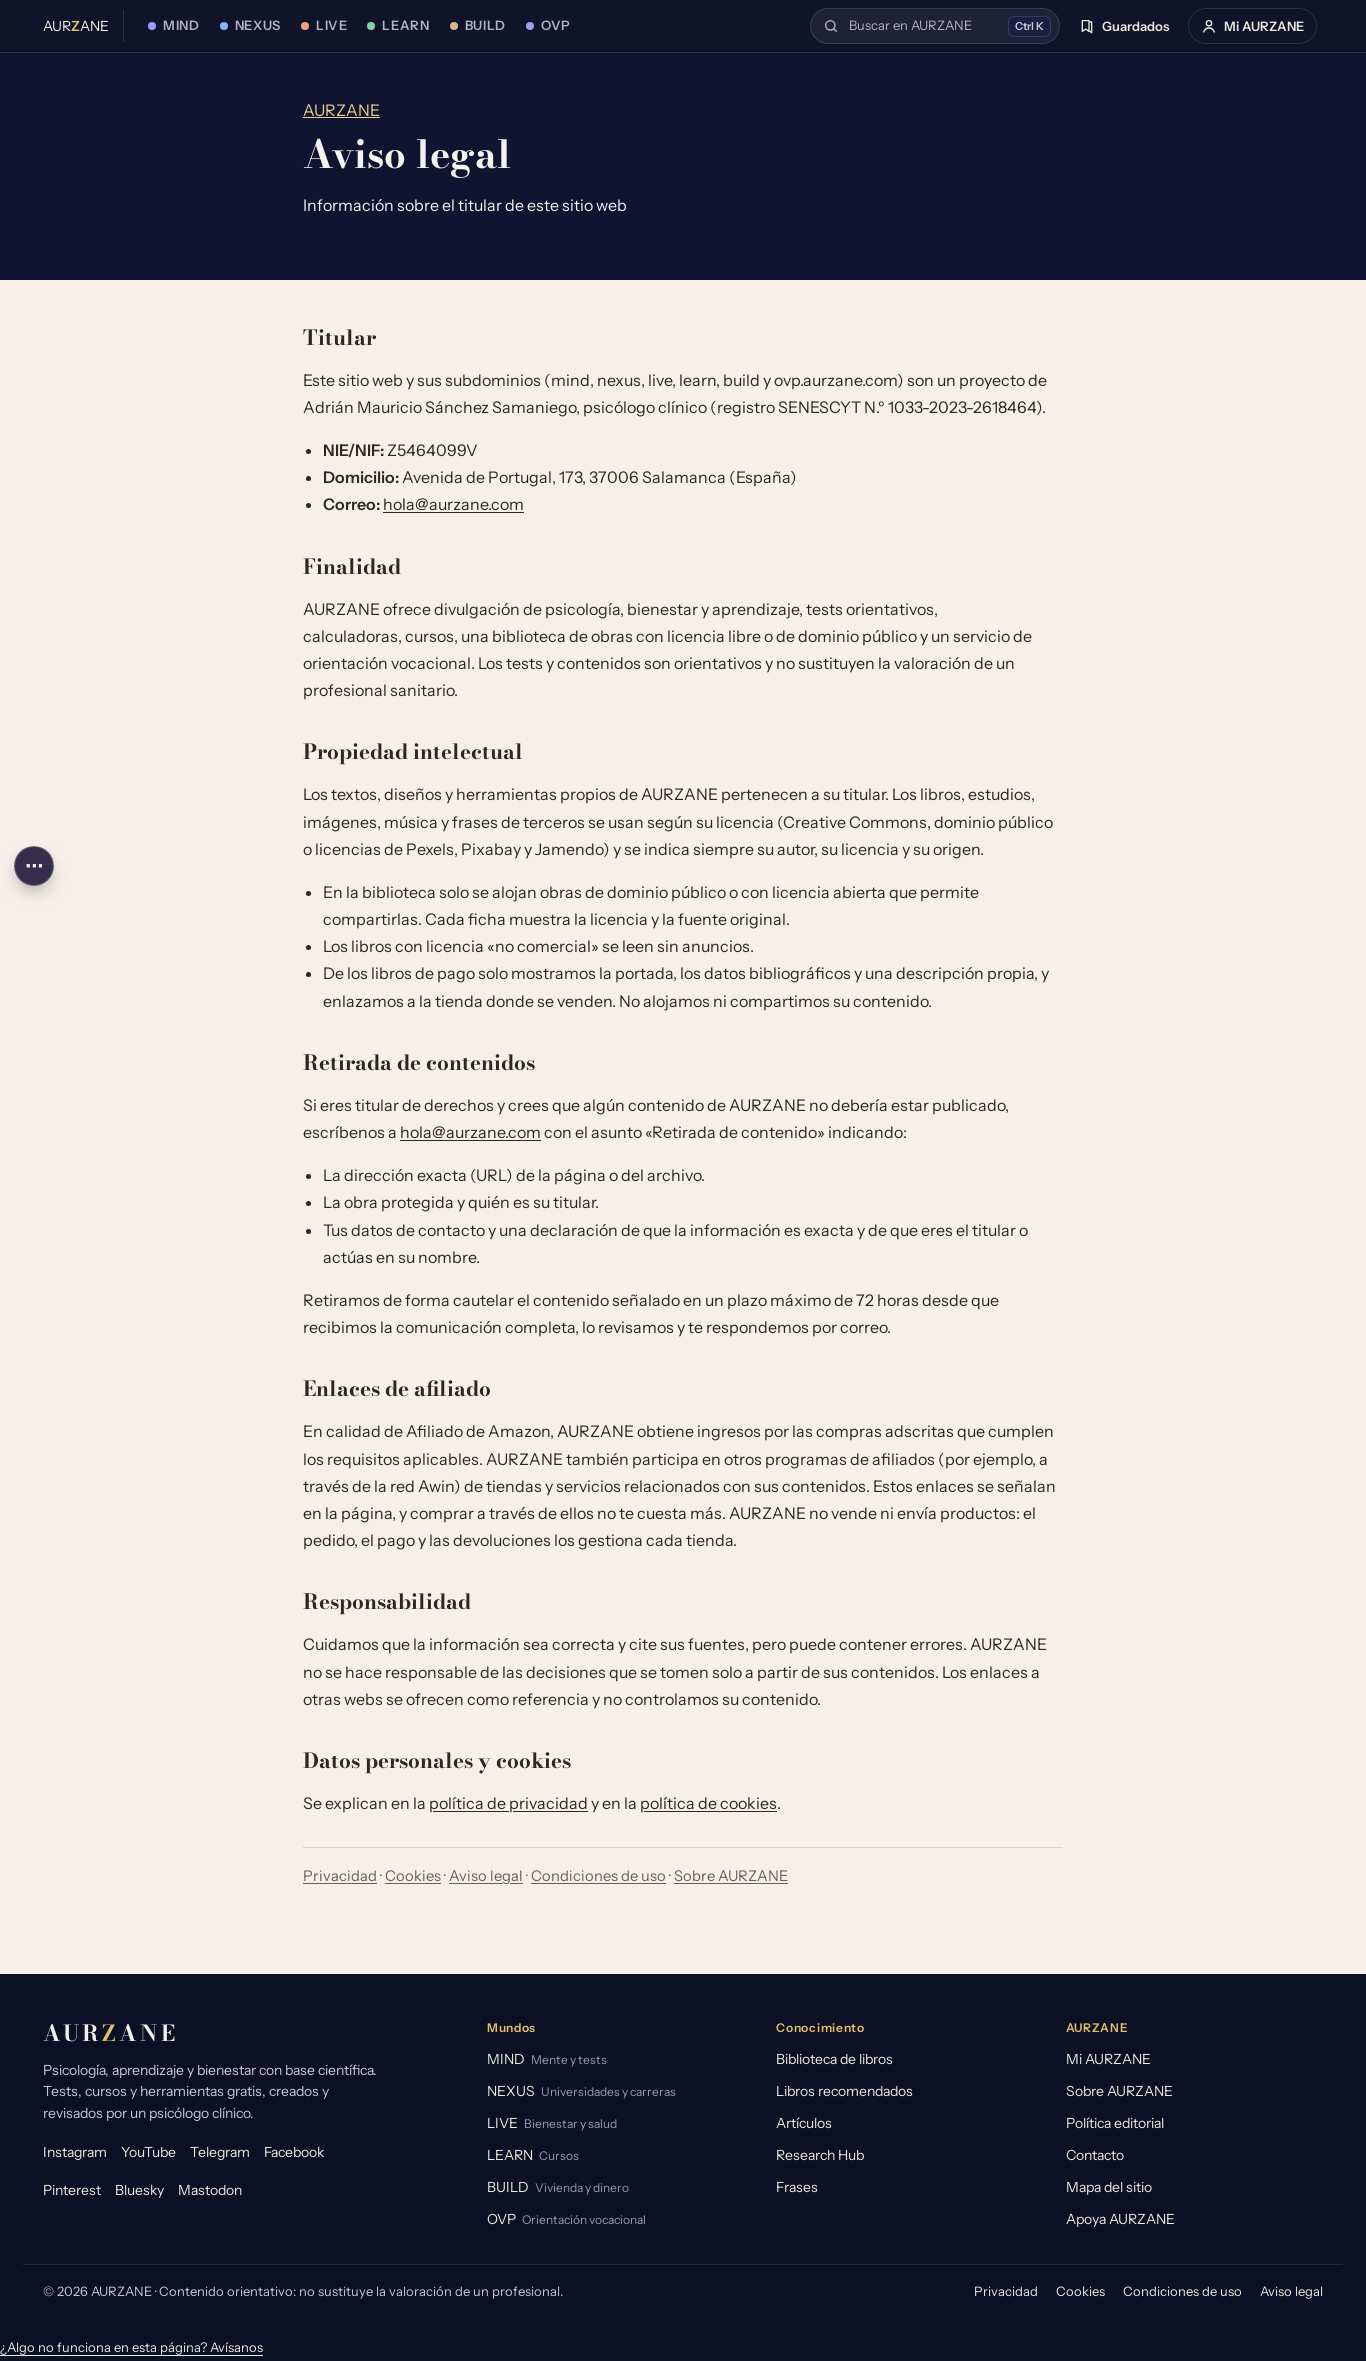 AURZANE
MIND
NEXUS
LIVE
LEARN
BUILD
OVP
Buscar en AURZANE
Ctrl K
Guardados
Mi AURZANE
AURZANE
Aviso legal
Información sobre el titular de este sitio web
Titular
Este sitio web y sus subdominios (mind, nexus, live, learn, build y ovp.aurzane.com) son un proyecto de
Adrián Mauricio Sánchez Samaniego, psicólogo clínico (registro SENESCYT N.º 1033-2023-2618464).
• NIE/NIF: Z5464099V
• Domicilio: Avenida de Portugal, 173, 37006 Salamanca (España)
• Correo: hola@aurzane.com
Finalidad
AURZANE ofrece divulgación de psicología, bienestar y aprendizaje, tests orientativos,
calculadoras, cursos, una biblioteca de obras con licencia libre o de dominio público y un servicio de
orientación vocacional. Los tests y contenidos son orientativos y no sustituyen la valoración de un
profesional sanitario.
Propiedad intelectual
Los textos, diseños y herramientas propios de AURZANE pertenecen a su titular. Los libros, estudios,
imágenes, música y frases de terceros se usan según su licencia (Creative Commons, dominio público
o licencias de Pexels, Pixabay y Jamendo) y se indica siempre su autor, su licencia y su origen.
• En la biblioteca solo se alojan obras de dominio público o con licencia abierta que permite
compartirlas. Cada ficha muestra la licencia y la fuente original.
• Los libros con licencia «no comercial» se leen sin anuncios.
• De los libros de pago solo mostramos la portada, los datos bibliográficos y una descripción propia, y
enlazamos a la tienda donde se venden. No alojamos ni compartimos su contenido.
Retirada de contenidos
Si eres titular de derechos y crees que algún contenido de AURZANE no debería estar publicado,
escríbenos a hola@aurzane.com con el asunto «Retirada de contenido» indicando:
• La dirección exacta (URL) de la página o del archivo.
• La obra protegida y quién es su titular.
• Tus datos de contacto y una declaración de que la información es exacta y de que eres el titular o
actúas en su nombre.
Retiramos de forma cautelar el contenido señalado en un plazo máximo de 72 horas desde que
recibimos la comunicación completa, lo revisamos y te respondemos por correo.
Enlaces de afiliado
En calidad de Afiliado de Amazon, AURZANE obtiene ingresos por las compras adscritas que cumplen
los requisitos aplicables. AURZANE también participa en otros programas de afiliados (por ejemplo, a
través de la red Awin) de tiendas y servicios relacionados con sus contenidos. Estos enlaces se señalan
en la página, y comprar a través de ellos no te cuesta más. AURZANE no vende ni envía productos: el
pedido, el pago y las devoluciones los gestiona cada tienda.
Responsabilidad
Cuidamos que la información sea correcta y cite sus fuentes, pero puede contener errores. AURZANE
no se hace responsable de las decisiones que se tomen solo a partir de sus contenidos. Los enlaces a
otras webs se ofrecen como referencia y no controlamos su contenido.
Datos personales y cookies
Se explican en la política de privacidad y en la política de cookies.
Privacidad · Cookies · Aviso legal · Condiciones de uso · Sobre AURZANE
AURZANE
Psicología, aprendizaje y bienestar con base científica.
Tests, cursos y herramientas gratis, creados y
revisados por un psicólogo clínico.
Instagram YouTube Telegram Facebook
Pinterest Bluesky Mastodon
Mundos
MIND Mente y tests
NEXUS Universidades y carreras
LIVE Bienestar y salud
LEARN Cursos
BUILD Vivienda y dinero
OVP Orientación vocacional
Conocimiento
Biblioteca de libros
Libros recomendados
Artículos
Research Hub
Frases
AURZANE
Mi AURZANE
Sobre AURZANE
Política editorial
Contacto
Mapa del sitio
Apoya AURZANE
© 2026 AURZANE · Contenido orientativo: no sustituye la valoración de un profesional.
Privacidad Cookies Condiciones de uso Aviso legal
¿Algo no funciona en esta página? Avísanos